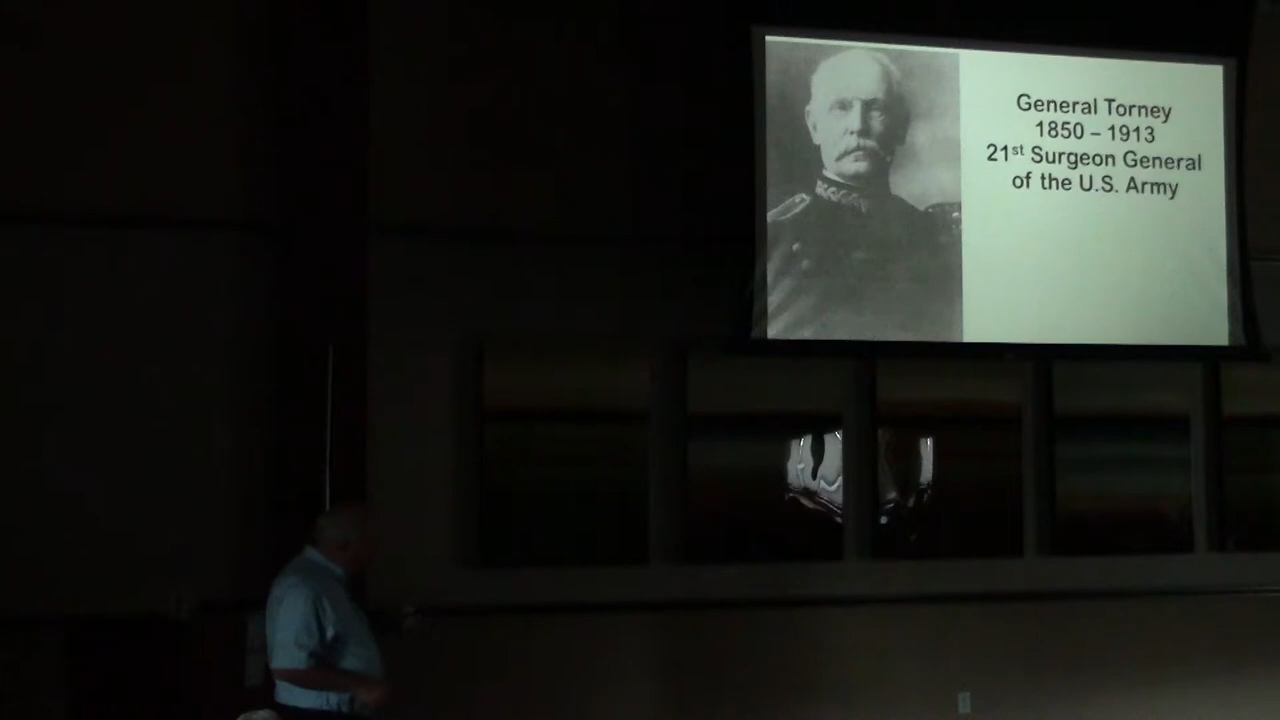 General Torney
1850 – 1913
21st Surgeon General
of the U.S. Army